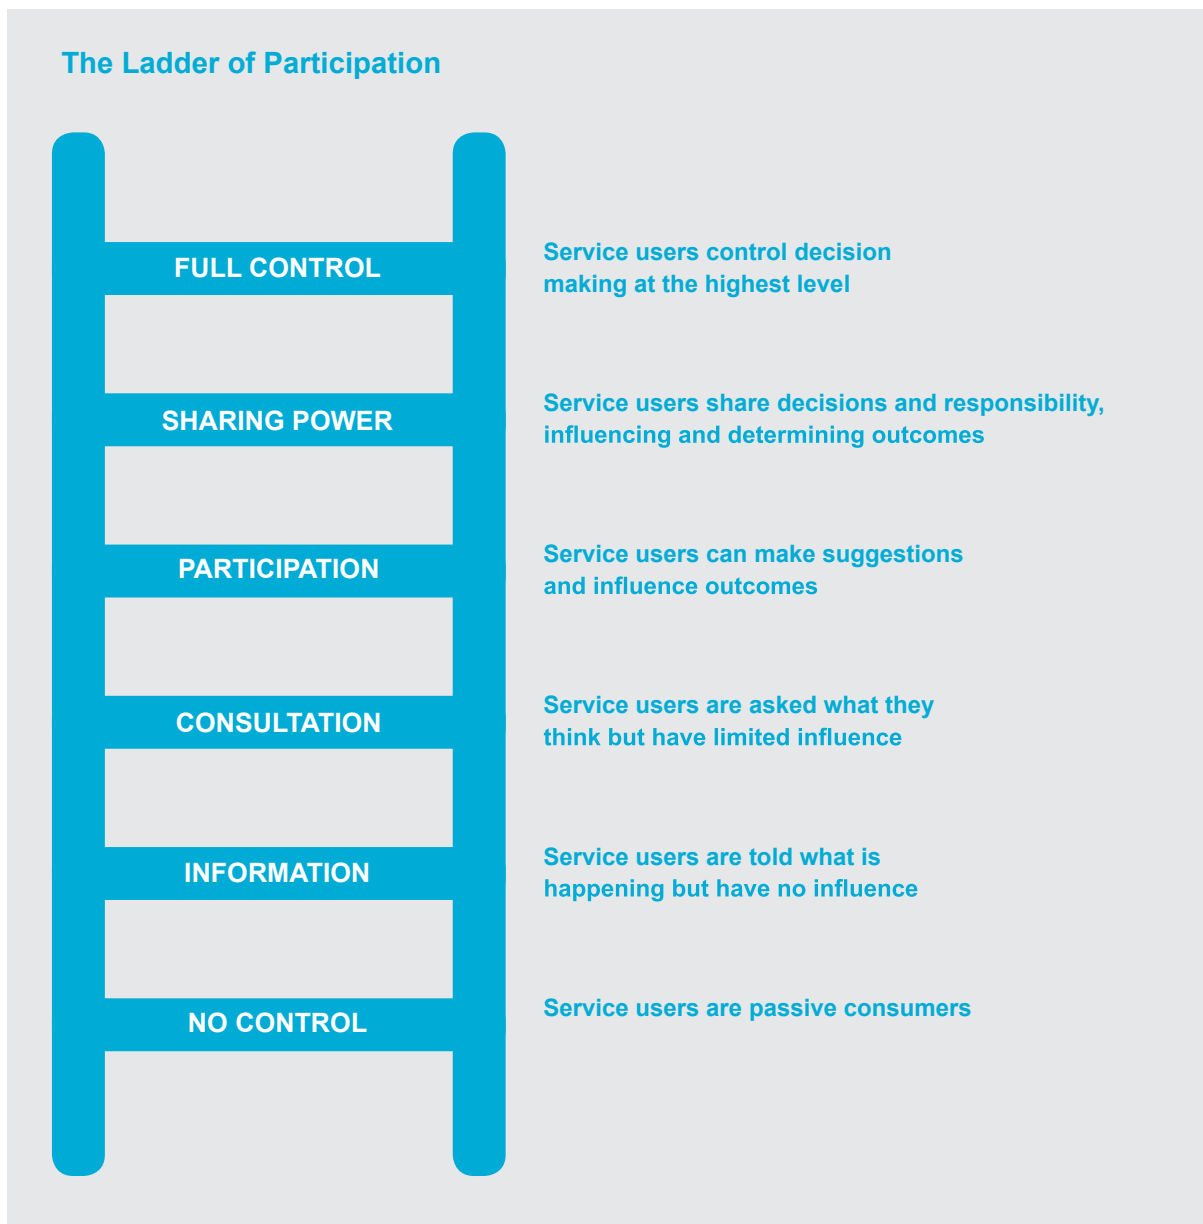 The Ladder of Participation
FULL CONTROL
Service users control decision
making at the highest level
SHARING POWER
Service users share decisions and responsibility,
influencing and determining outcomes
PARTICIPATION
Service users can make suggestions
and influence outcomes
CONSULTATION
Service users are asked what they
think but have limited influence
INFORMATION
Service users are told what is
happening but have no influence
NO CONTROL
Service users are passive consumers